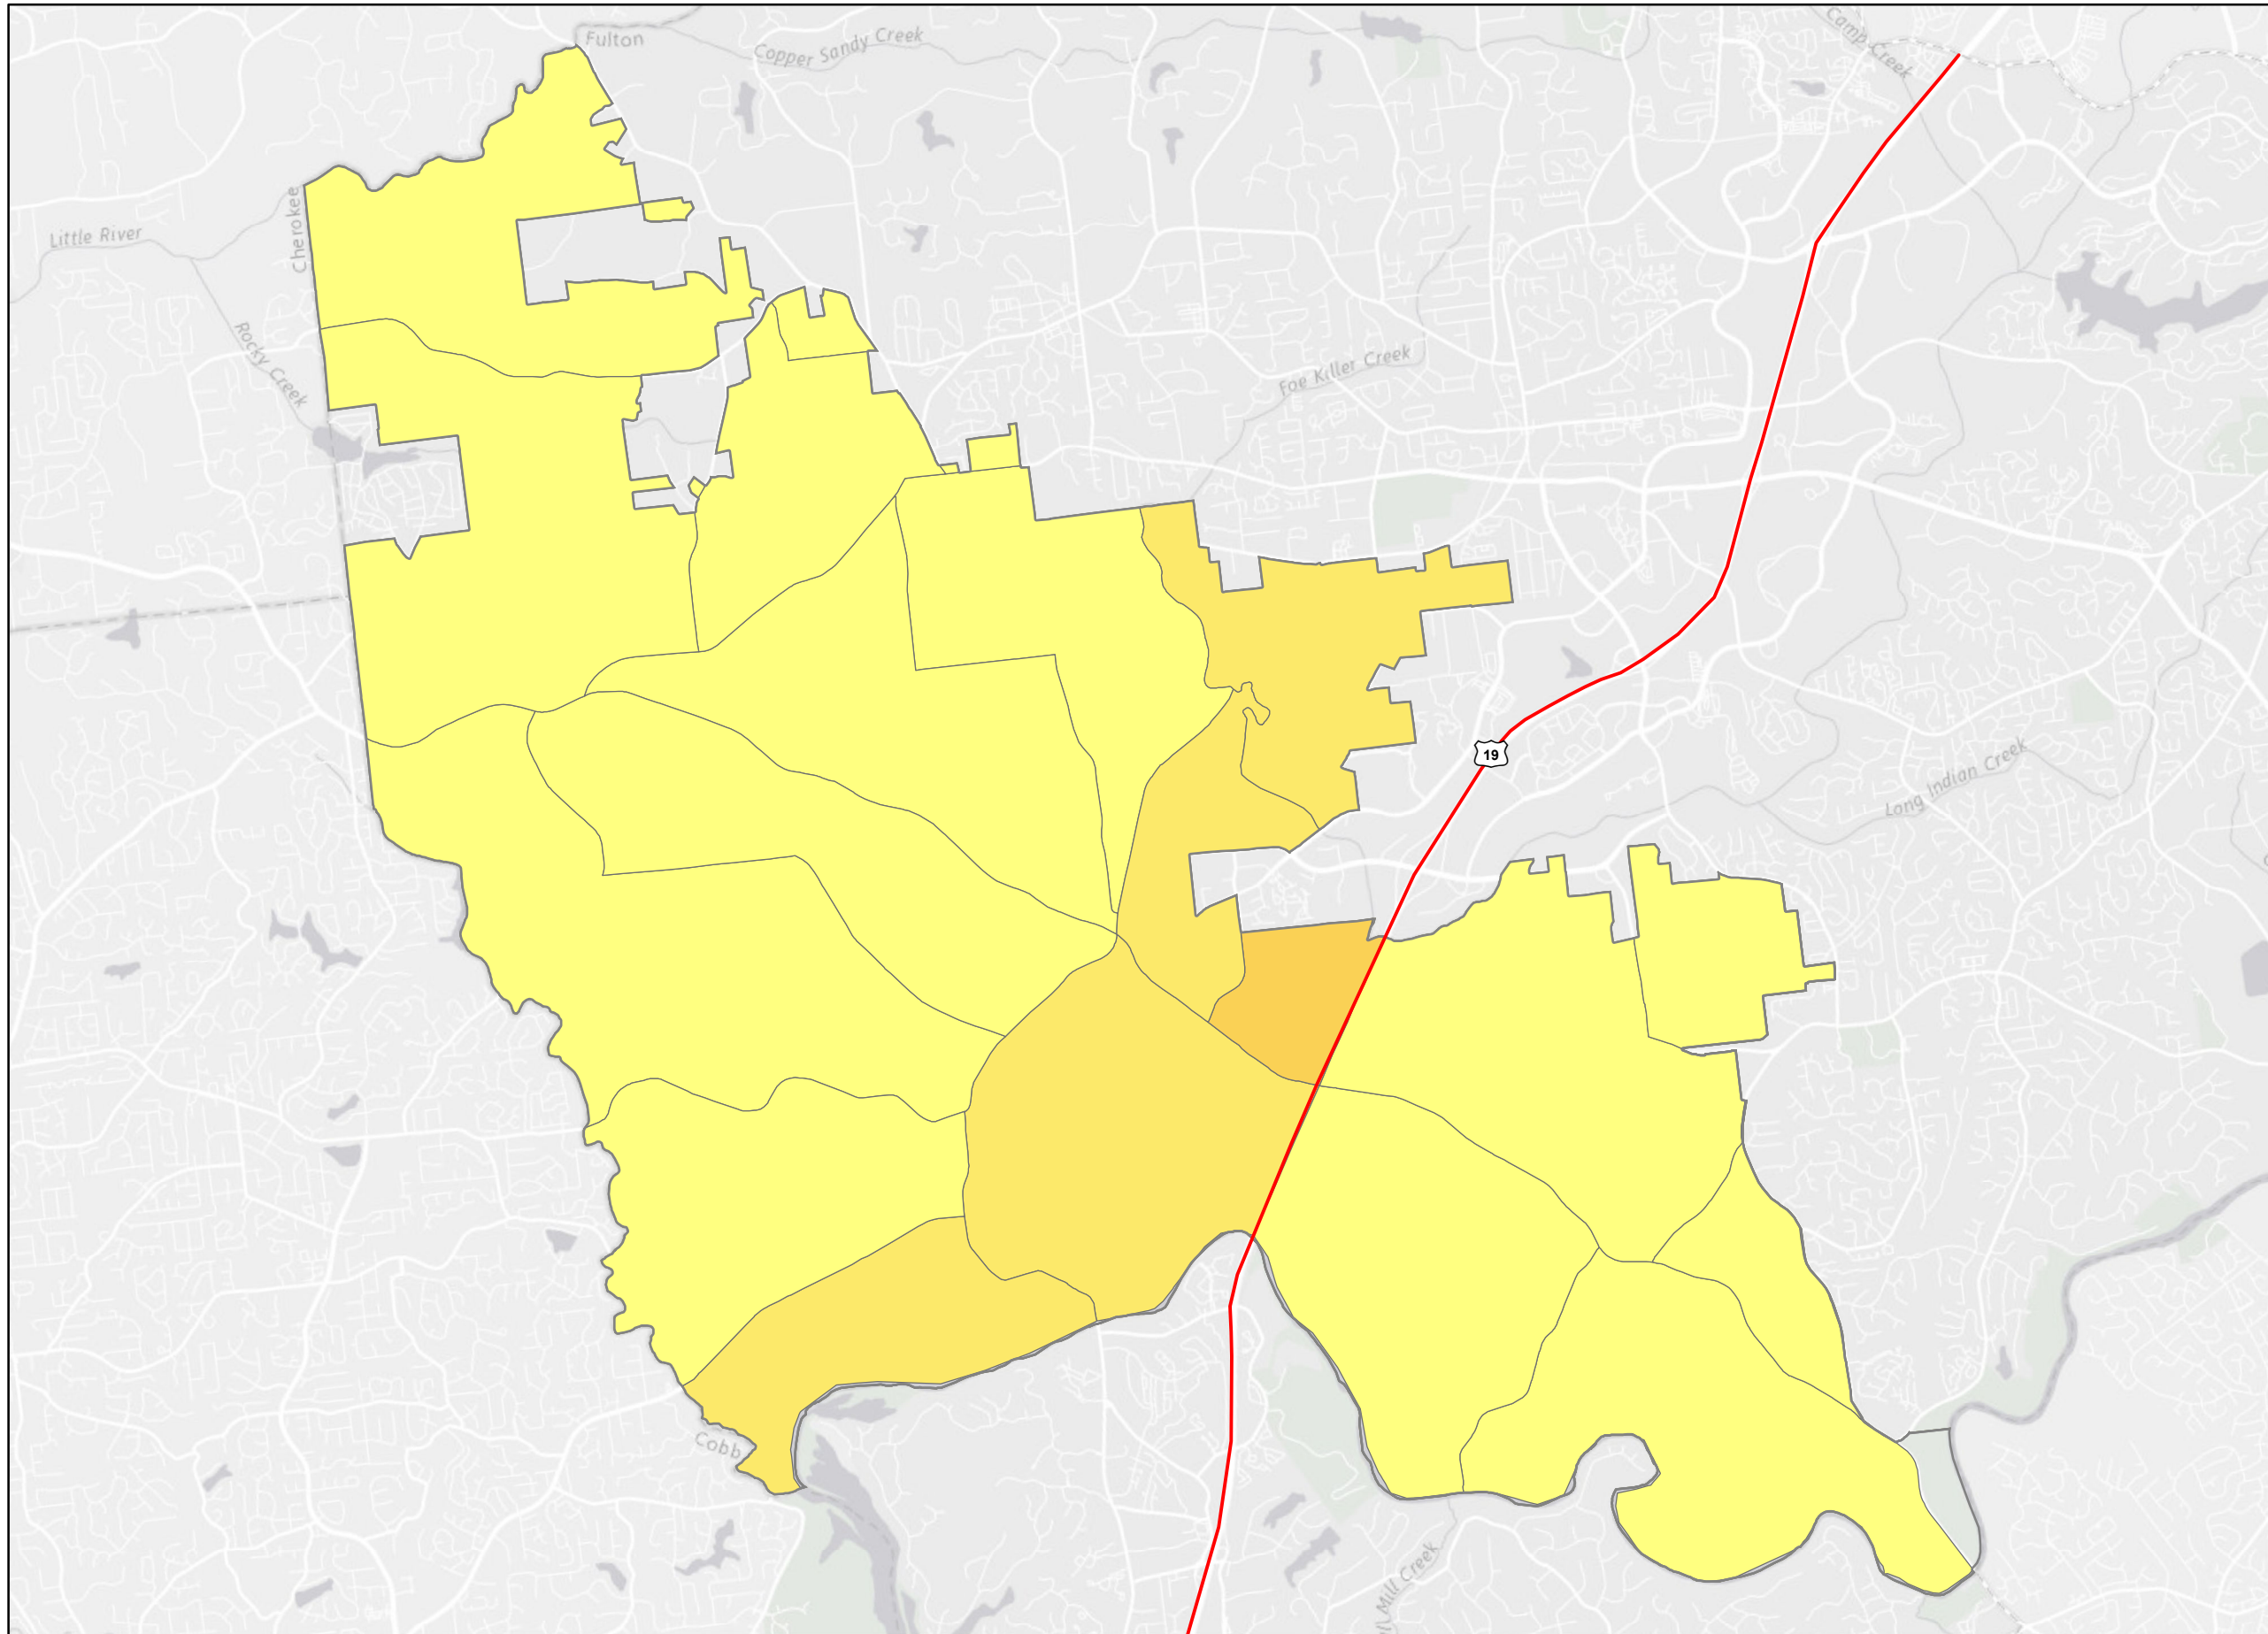 Fulton
Copper Sandy Creek
Camp Creek
Cherokee
Little River
Rocky Creek
Foe Killer Creek
19
Long Indian Creek
Cobb
Mill Creek